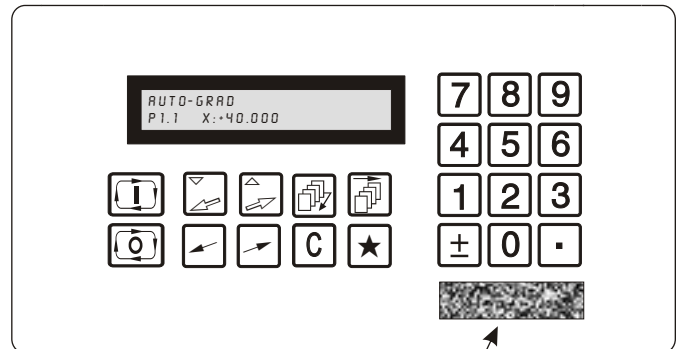 AUTO-GRAD
P1.1 X:+40.000
7 8 9
4 5 6
1 2 3
± 0 .
I
O C ★